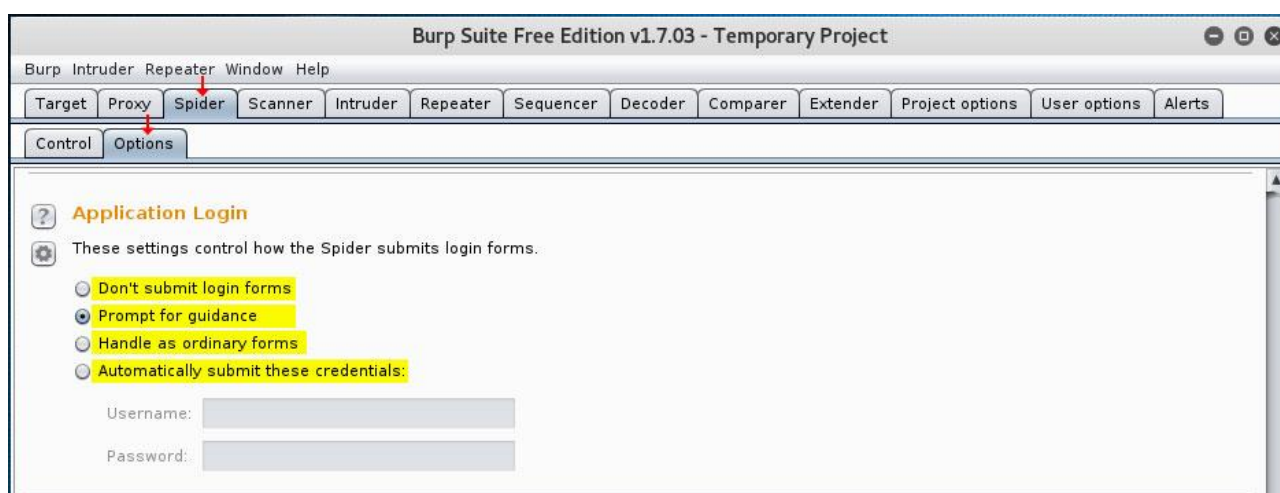 Burp Suite Free Edition v1.7.03 - Temporary Project
Burp Intruder Repeater Window Help
Target Proxy Spider Scanner Intruder Repeater Sequencer Decoder Comparer Extender Project options User options Alerts
Control Options
? Application Login
These settings control how the Spider submits login forms.
Don't submit login forms
Prompt for guidance
Handle as ordinary forms
Automatically submit these credentials:
Username:
Password: